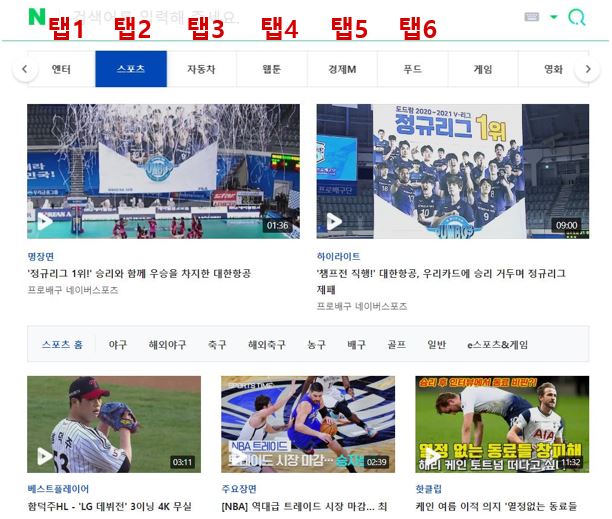 N 검색어를 입력해 주세요.
탭1 탭2 탭3 탭4 탭5 탭6
엔터 스포츠 자동차 웹툰 경제M 푸드 게임 영화
도드람 2020~2021 V-리그
정규리그 1위
JUMBOS
01:36
09:00
명장면
하이라이트
'정규리그 1위!' 승리와 함께 우승을 차지한 대한항공
프로배구 네이버스포츠
'챔프전 직행!' 대한항공, 우리카드에 승리 거두며 정규리그 제패
프로배구 네이버스포츠
스포츠 홈 야구 해외야구 축구 해외축구 농구 배구 골프 일반 e스포츠&게임
03:11
SPORTS TIME
NBA 트레이드
트레이드 시장 마감…
02:39
승리 후 인터뷰에서 동료 비판?!
AIA
열정 없는 동료들 창피해
해리 케인 토트넘 떠나고 싶
11:32
베스트플레이어
주요장면
핫클립
함덕주HL - 'LG 데뷔전' 3이닝 4K 무실
[NBA] 역대급 트레이드 시장 마감... 최
케인 여름 이적 의지 '열정없는 동료들